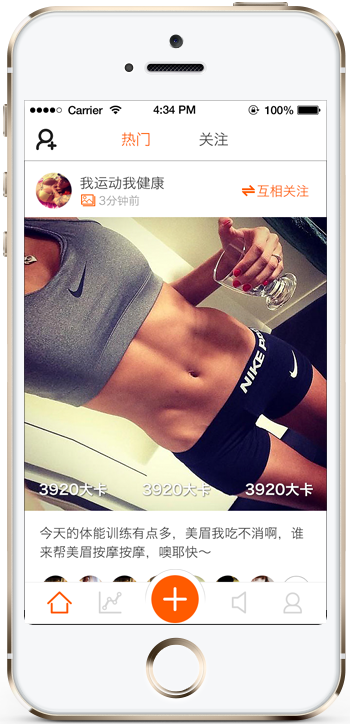 Carrier 4:34 PM 100%
热门 关注
我运动我健康
3分钟前
互相关注
NIKE PRO
3920大卡 3920大卡 3920大卡
今天的体能训练有点多，美眉我吃不消啊，谁
来帮美眉按摩按摩，噢耶快～